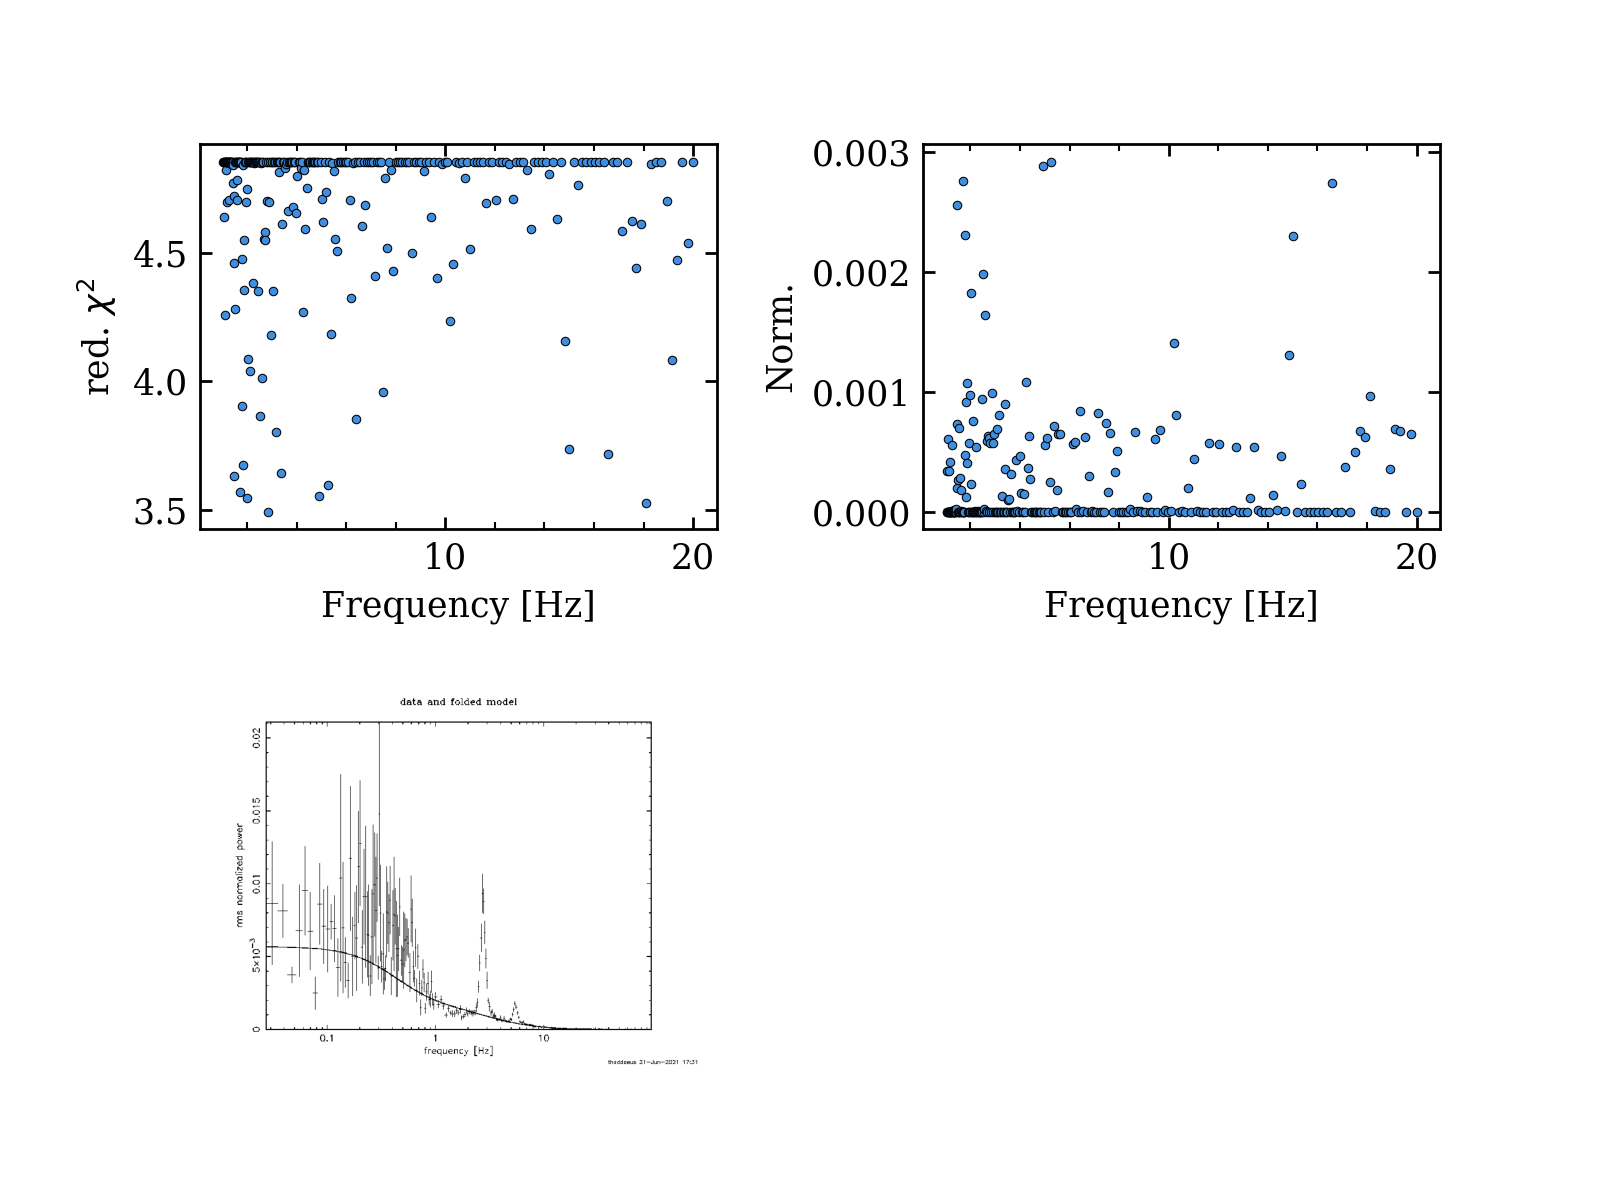 4.5
4.0
3.5
red. χ²
10
20
Frequency [Hz]
0.003
0.002
0.001
0.000
Norm.
10
20
Frequency [Hz]
data and folded model
0.02
0.015
0.01
5×10⁻³
0
rms normalized power
0.1
1
10
frequency [Hz]
thaddaeus 21-Jun-2021 17:31